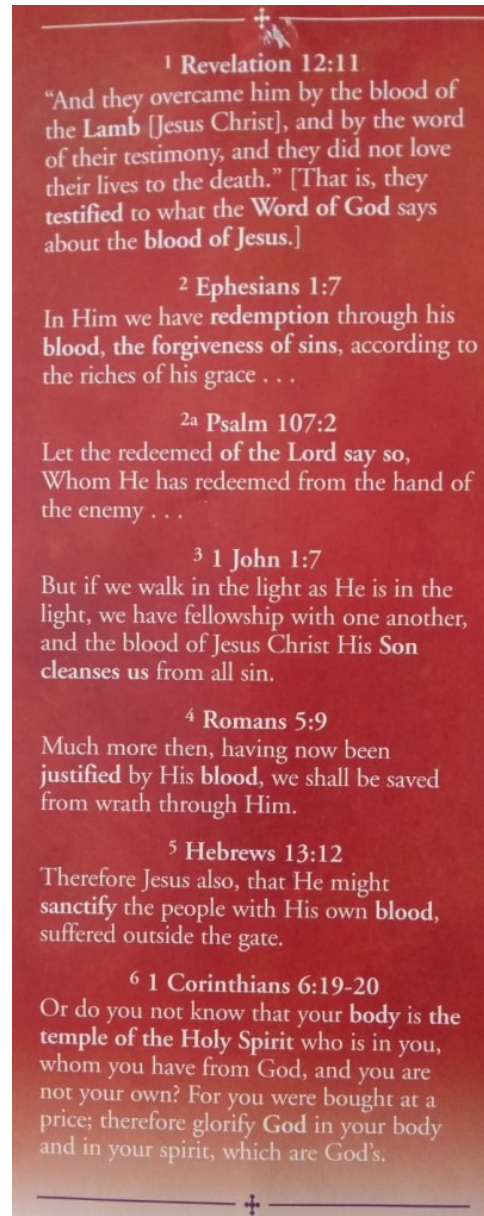 1 Revelation 12:11
“And they overcame him by the blood of
the Lamb [Jesus Christ], and by the word
of their testimony, and they did not love
their lives to the death.” [That is, they
testified to what the Word of God says
about the blood of Jesus.]
2 Ephesians 1:7
In Him we have redemption through his
blood, the forgiveness of sins, according to
the riches of his grace . . .
2a Psalm 107:2
Let the redeemed of the Lord say so,
Whom He has redeemed from the hand of
the enemy . . .
3 1 John 1:7
But if we walk in the light as He is in the
light, we have fellowship with one another,
and the blood of Jesus Christ His Son
cleanses us from all sin.
4 Romans 5:9
Much more then, having now been
justified by His blood, we shall be saved
from wrath through Him.
5 Hebrews 13:12
Therefore Jesus also, that He might
sanctify the people with His own blood,
suffered outside the gate.
6 1 Corinthians 6:19-20
Or do you not know that your body is the
temple of the Holy Spirit who is in you,
whom you have from God, and you are
not your own? For you were bought at a
price; therefore glorify God in your body
and in your spirit, which are God’s.